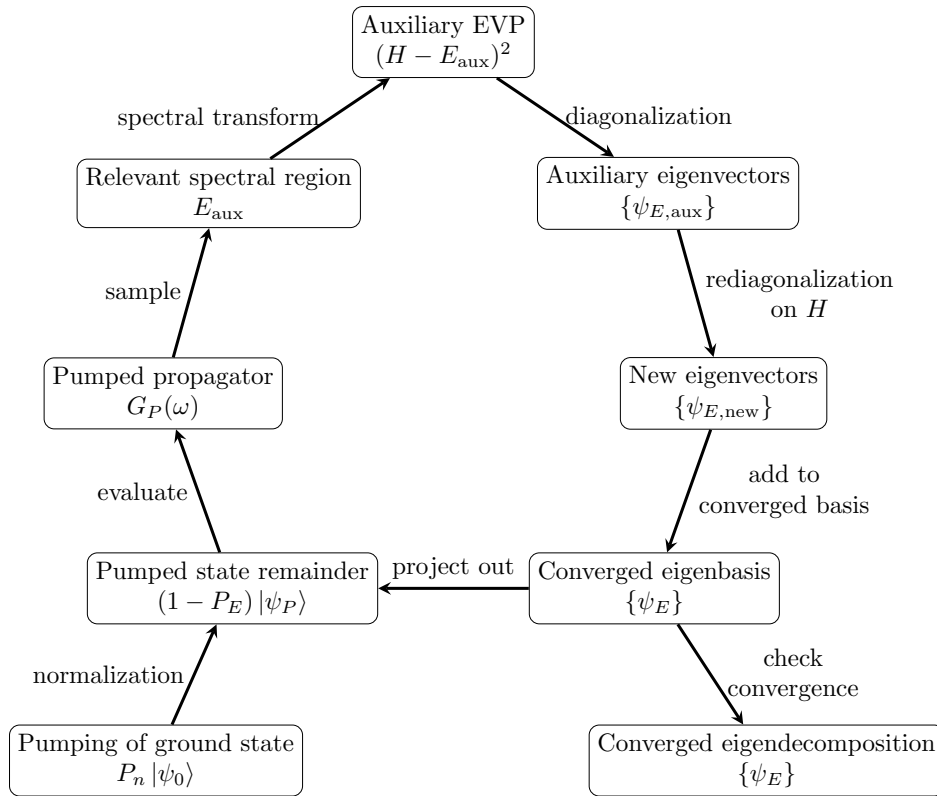 Auxiliary EVP
(H − E_aux)²
spectral transform
diagonalization
Relevant spectral region
E_aux
Auxiliary eigenvectors
{ψ_E,aux}
sample
rediagonalization
on H
Pumped propagator
G_P(ω)
New eigenvectors
{ψ_E,new}
evaluate
add to
converged basis
Pumped state remainder
(1 − P_E) |ψ_P⟩
project out
Converged eigenbasis
{ψ_E}
normalization
check
convergence
Pumping of ground state
P_n |ψ_0⟩
Converged eigendecomposition
{ψ_E}